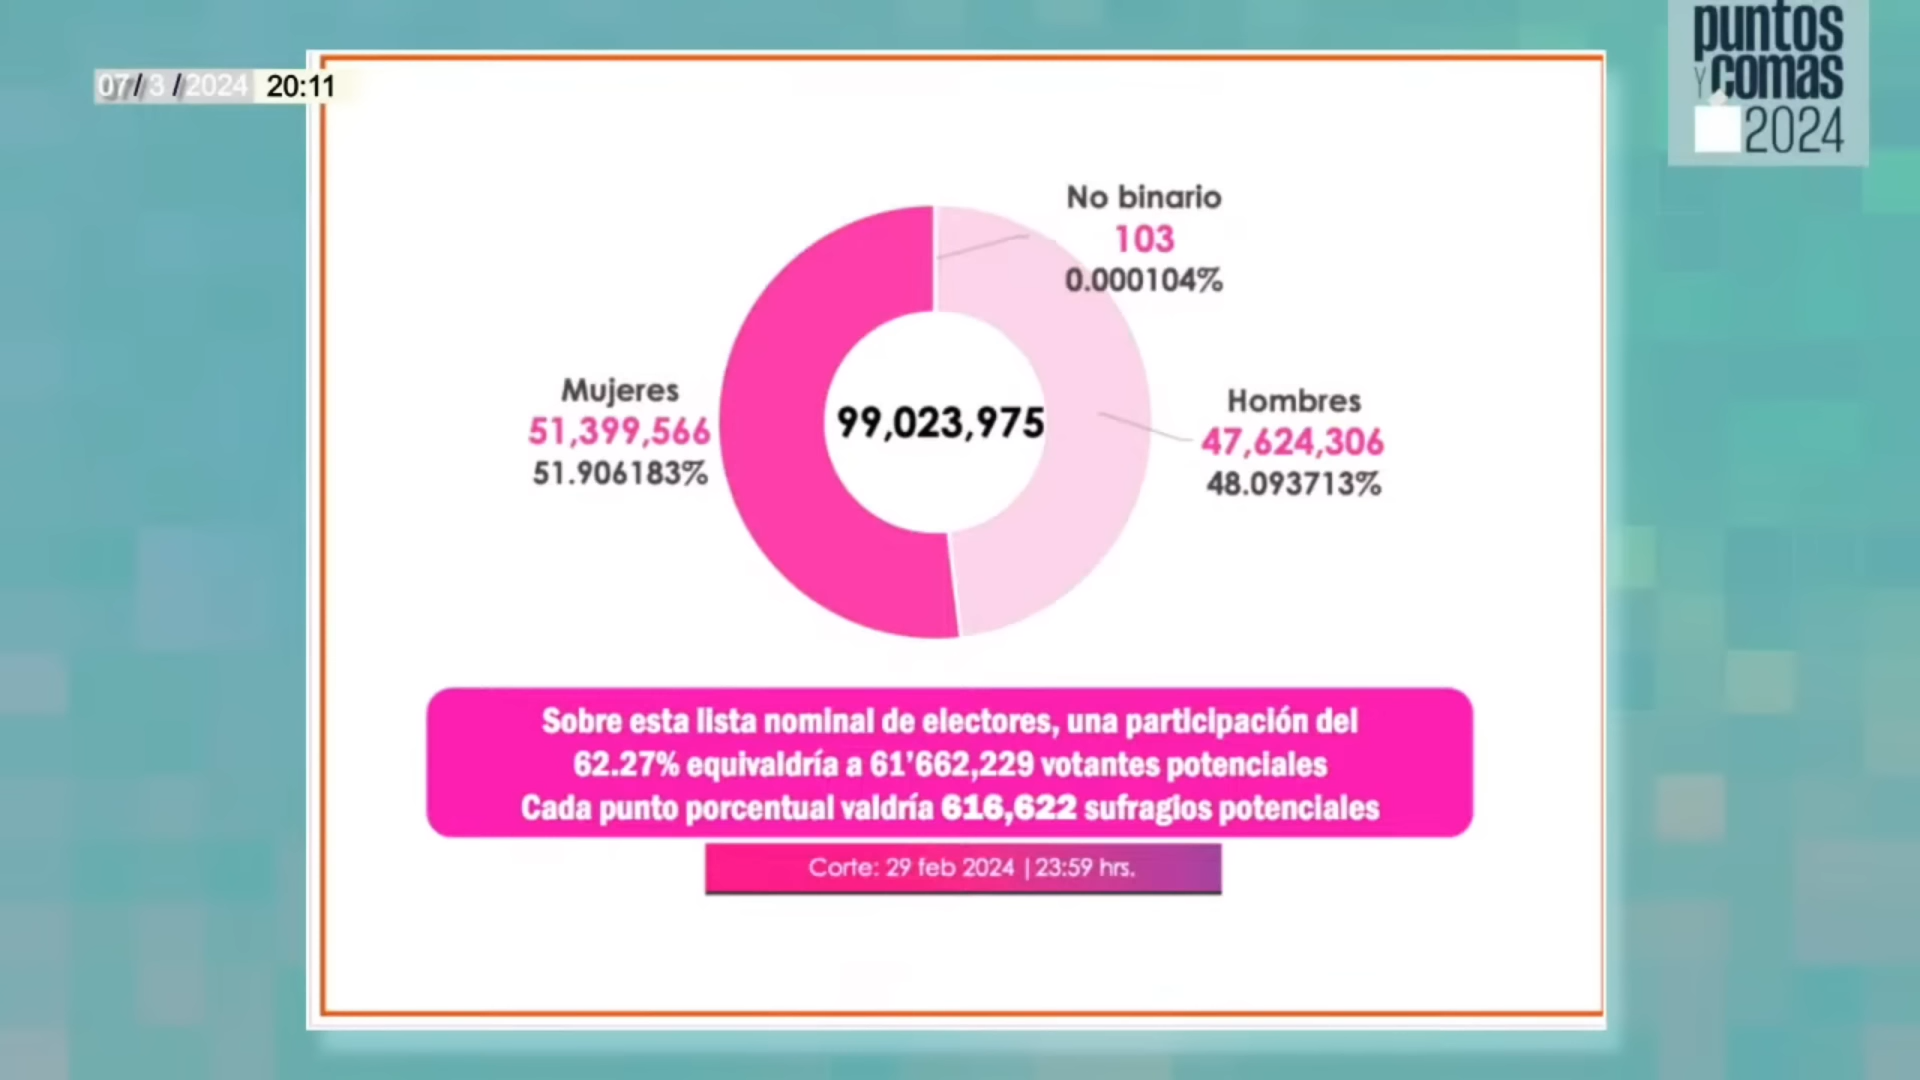 puntos
y comas
2024
07/3/2024 20:11
No binario
103
0.000104%
Mujeres
51,399,566
51.906183%
99,023,975
Hombres
47,624,306
48.093713%
Sobre esta lista nominal de electores, una participación del
62.27% equivaldría a 61'662,229 votantes potenciales
Cada punto porcentual valdría 616,622 sufragios potenciales
Corte: 29 feb 2024 | 23:59 hrs.